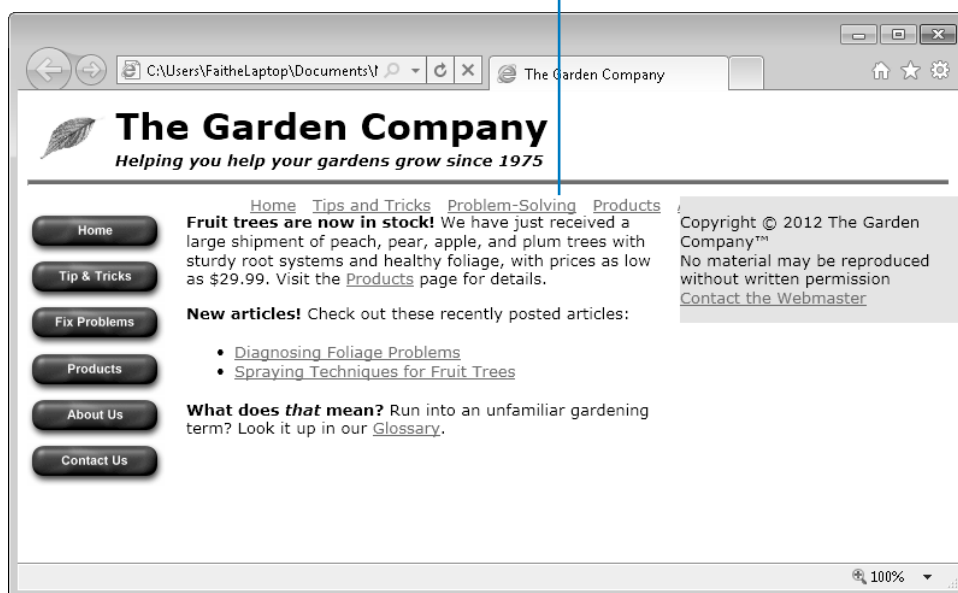 C:\Users\FaitheLaptop\Documents\
The Garden Company
The Garden Company
Helping you help your gardens grow since 1975
Home Tips and Tricks Problem-Solving Products
Home
Tip & Tricks
Fix Problems
Products
About Us
Contact Us
Fruit trees are now in stock! We have just received a
large shipment of peach, pear, apple, and plum trees with
sturdy root systems and healthy foliage, with prices as low
as $29.99. Visit the Products page for details.
New articles! Check out these recently posted articles:
• Diagnosing Foliage Problems
• Spraying Techniques for Fruit Trees
What does that mean? Run into an unfamiliar gardening
term? Look it up in our Glossary.
Copyright © 2012 The Garden
Company™
No material may be reproduced
without written permission
Contact the Webmaster
100%